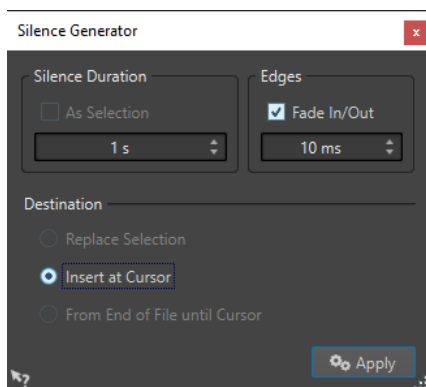 Silence Generator
x
Silence Duration
Edges
As Selection
Fade In/Out
1 s
10 ms
Destination
Replace Selection
Insert at Cursor
From End of File until Cursor
Apply
?